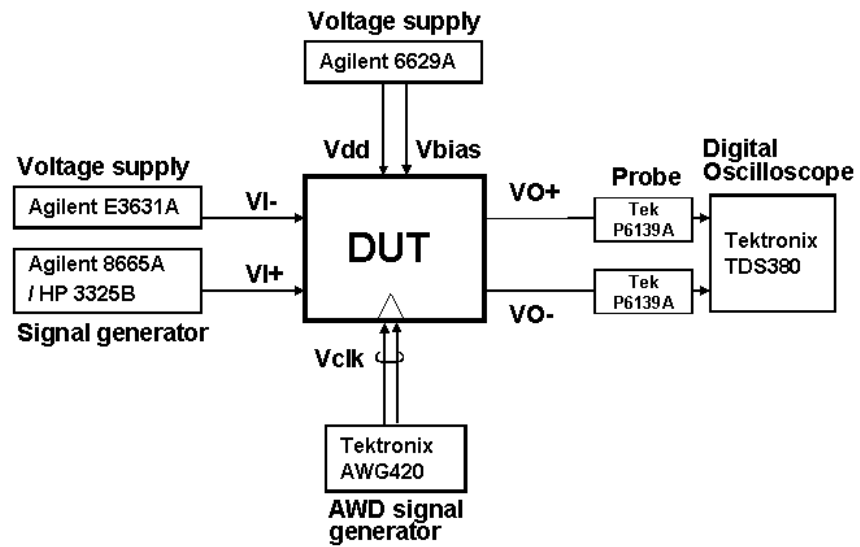 Voltage supply
Agilent 6629A
Vdd
Vbias
Voltage supply
Agilent E3631A
VI-
Agilent 8665A
/ HP 3325B
VI+
Signal generator
DUT
VO+
VO-
Probe
Tek
P6139A
Tek
P6139A
Digital
Oscilloscope
Tektronix
TDS380
Vclk
Tektronix
AWG420
AWD signal
generator